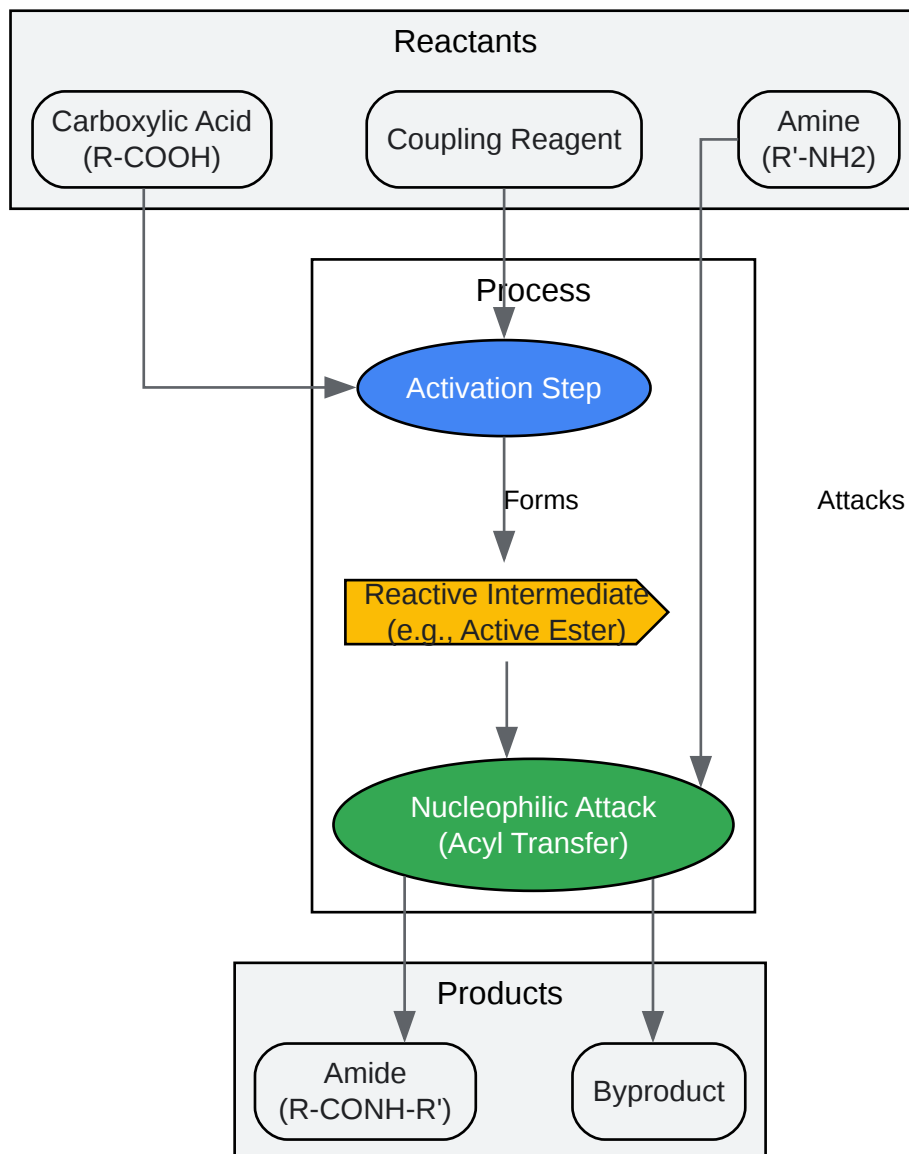 Reactants
Carboxylic Acid
(R-COOH)
Coupling Reagent
Amine
(R'-NH2)
Process
Activation Step
Forms
Attacks
Reactive Intermediate
(e.g., Active Ester)
Nucleophilic Attack
(Acyl Transfer)
Products
Amide
(R-CONH-R')
Byproduct